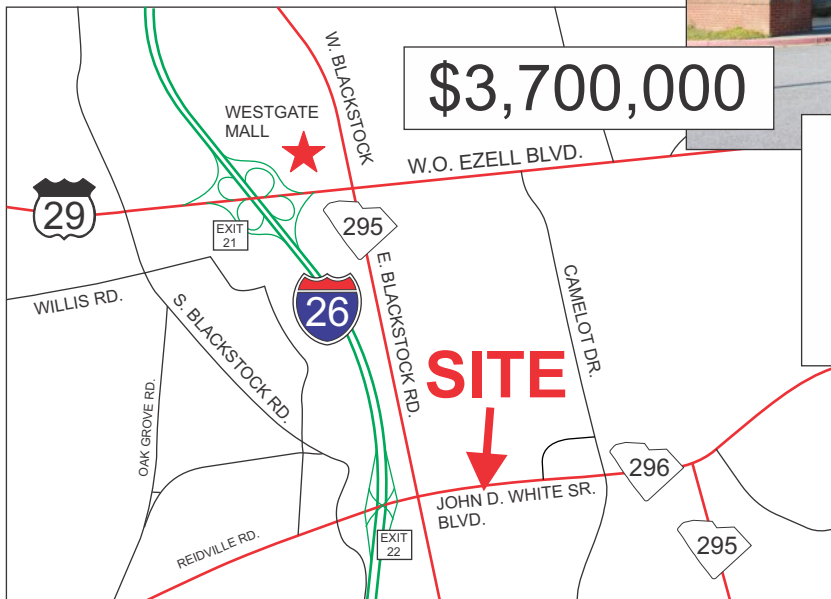 $3,700,000
W. BLACKSTOCK
WESTGATE
MALL
W.O. EZELL BLVD.
29
EXIT
21
295
WILLIS RD.
S. BLACKSTOCK RD.
26
E. BLACKSTOCK RD.
CAMELOT DR.
SITE
OAK GROVE RD.
296
JOHN D. WHITE SR.
BLVD.
REIDVILLE RD.
EXIT
22
295